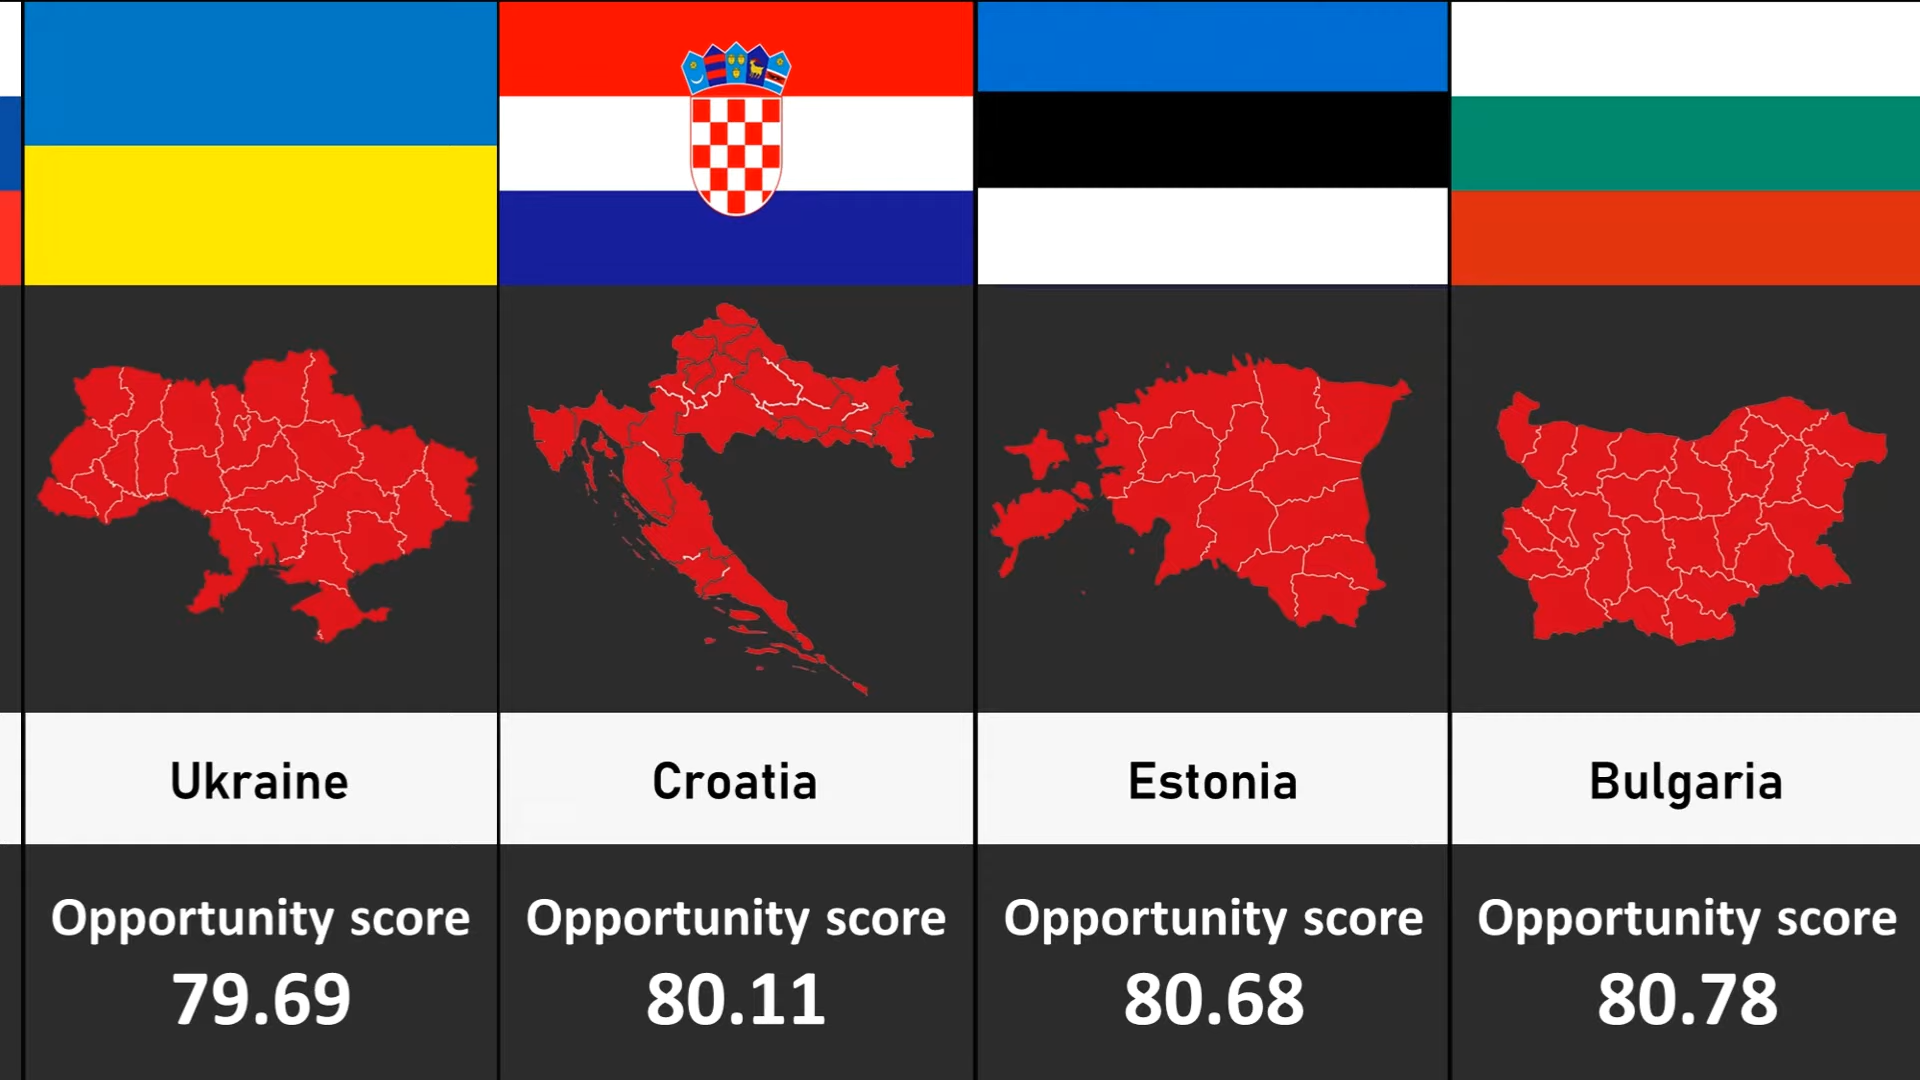 Ukraine
Opportunity score
79.69
Croatia
Opportunity score
80.11
Estonia
Opportunity score
80.68
Bulgaria
Opportunity score
80.78